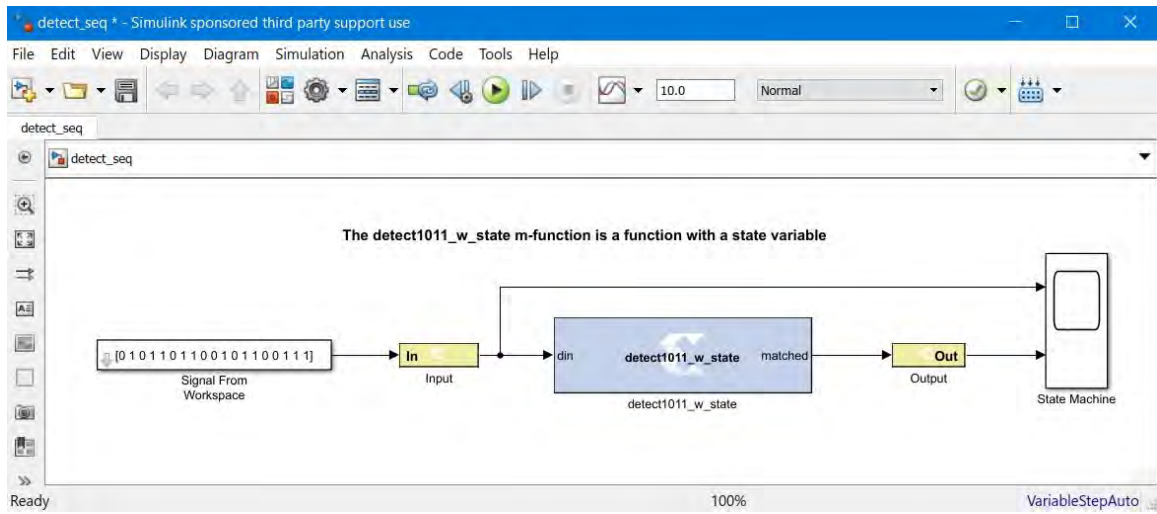 detect_seq * - Simulink sponsored third party support use
File Edit View Display Diagram Simulation Analysis Code Tools Help
10.0 Normal
detect_seq
detect_seq
The detect1011_w_state m-function is a function with a state variable
[0 1 0 1 1 0 1 1 0 0 1 0 1 1 0 0 1 1 1]
In
din detect1011_w_state matched
Out
Signal From
Workspace
Input
Output
detect1011_w_state
State Machine
Ready 100% VariableStepAuto